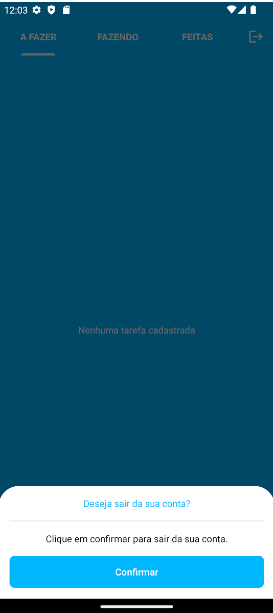 12:03
A FAZER FAZENDO FEITAS
Nenhuma tarefa cadastrada
Deseja sair da sua conta?
Clique em confirmar para sair da sua conta.
Confirmar